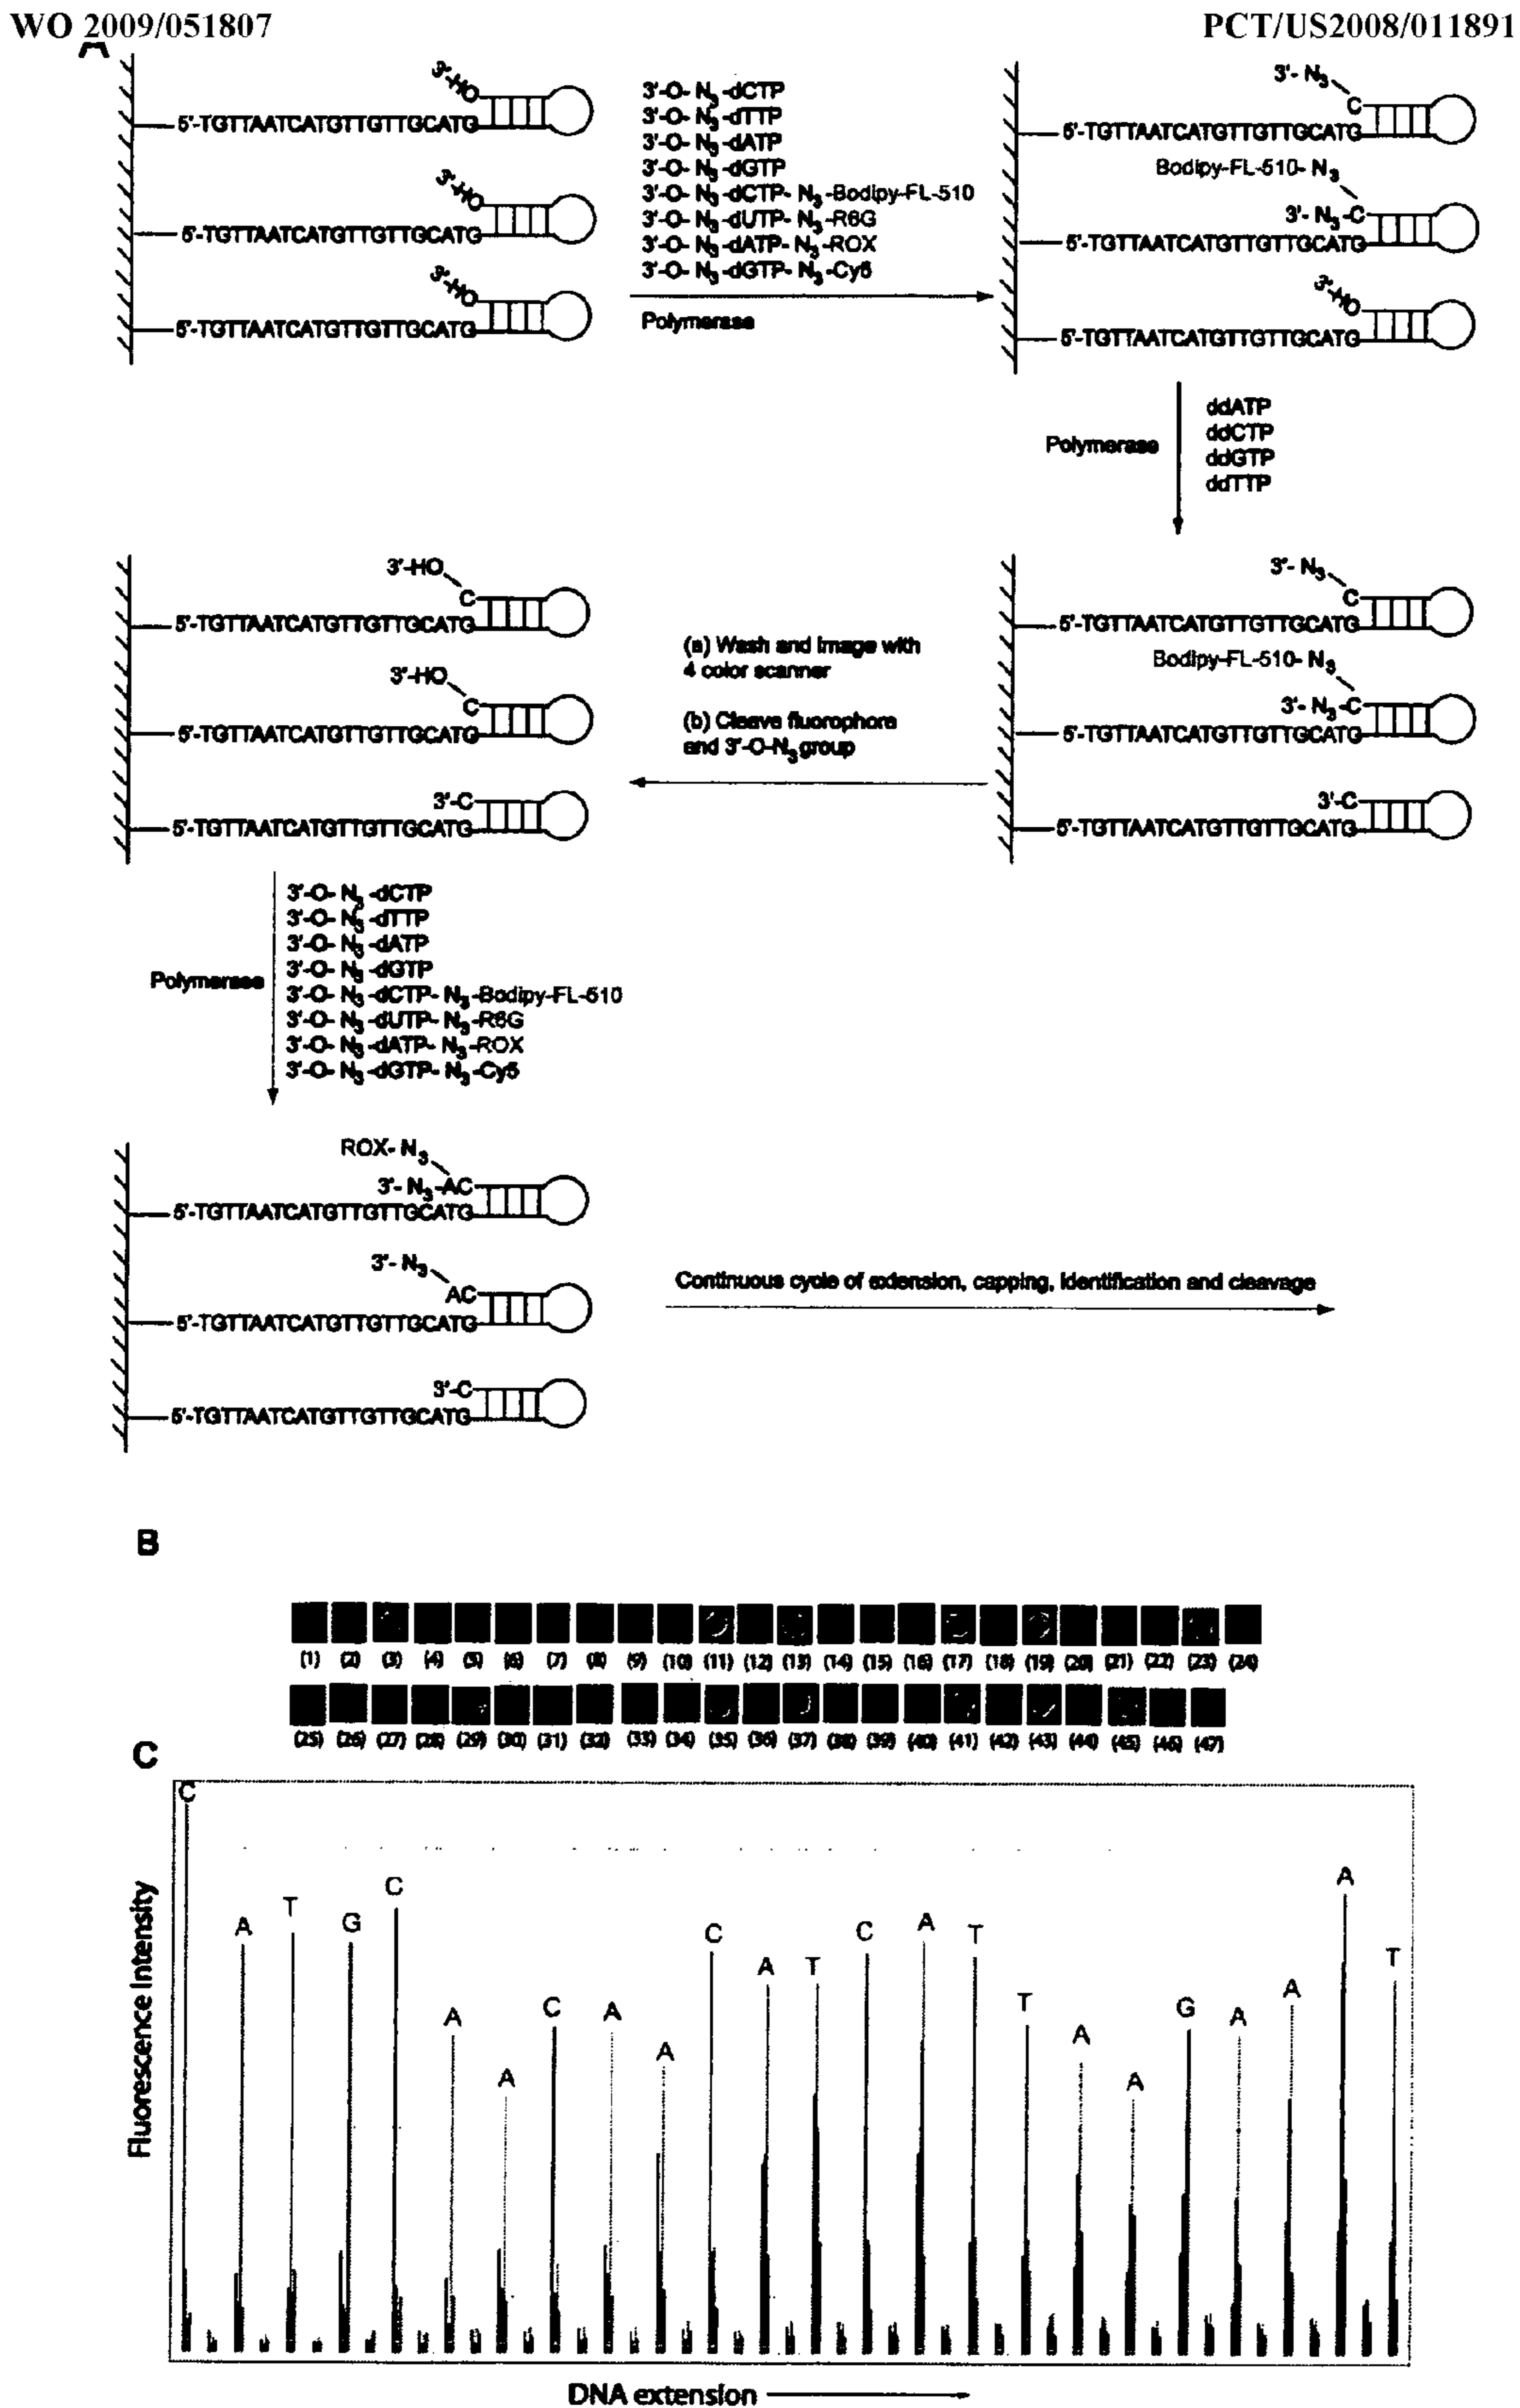 WO 2009/051807
PCT/US2008/011891
A
3'-HO
5'-TGTTAATCATGTTGTTGCATG
3'-HO
5'-TGTTAATCATGTTGTTGCATG
3'-HO
5'-TGTTAATCATGTTGTTGCATG
3'-O- N3 -dCTP
3'-O- N3 -dTTP
3'-O- N3 -dATP
3'-O- N3 -dGTP
3'-O- N3 -dCTP- N3 -Bodipy-FL-510
3'-O- N3 -dUTP- N3 -R6G
3'-O- N3 -dATP- N3 -ROX
3'-O- N3 -dGTP- N3 -Cy5
Polymerase
3'- N3
C
5'-TGTTAATCATGTTGTTGCATG
Bodipy-FL-510- N3
3'- N3 -C
5'-TGTTAATCATGTTGTTGCATG
3'-HO
5'-TGTTAATCATGTTGTTGCATG
Polymerase
ddATP
ddCTP
ddGTP
ddTTP
3'- N3
C
5'-TGTTAATCATGTTGTTGCATG
Bodipy-FL-510- N3
3'- N3 -C
5'-TGTTAATCATGTTGTTGCATG
3'-C
5'-TGTTAATCATGTTGTTGCATG
(a) Wash and image with
4 color scanner
(b) Cleave fluorophore
and 3'-O-N3 group
3'-HO
C
5'-TGTTAATCATGTTGTTGCATG
3'-HO
C
5'-TGTTAATCATGTTGTTGCATG
3'-C
5'-TGTTAATCATGTTGTTGCATG
Polymerase
3'-O- N3 -dCTP
3'-O- N3 -dTTP
3'-O- N3 -dATP
3'-O- N3 -dGTP
3'-O- N3 -dCTP- N3 -Bodipy-FL-510
3'-O- N3 -dUTP- N3 -R6G
3'-O- N3 -dATP- N3 -ROX
3'-O- N3 -dGTP- N3 -Cy5
ROX- N3
3'- N3 -AC
5'-TGTTAATCATGTTGTTGCATG
3'- N3
AC
5'-TGTTAATCATGTTGTTGCATG
3'-C
5'-TGTTAATCATGTTGTTGCATG
Continuous cycle of extension, capping, identification and cleavage
B
(1) (2) (3) (4) (5) (6) (7) (8) (9) (10) (11) (12) (13) (14) (15) (16) (17) (18) (19) (20) (21) (22) (23) (24)
(25) (26) (27) (28) (29) (30) (31) (32) (33) (34) (35) (36) (37) (38) (39) (40) (41) (42) (43) (44) (45) (46) (47)
C
Fluorescence Intensity
C A T G C A A C A A C A T C A T T A A G A A A T
DNA extension